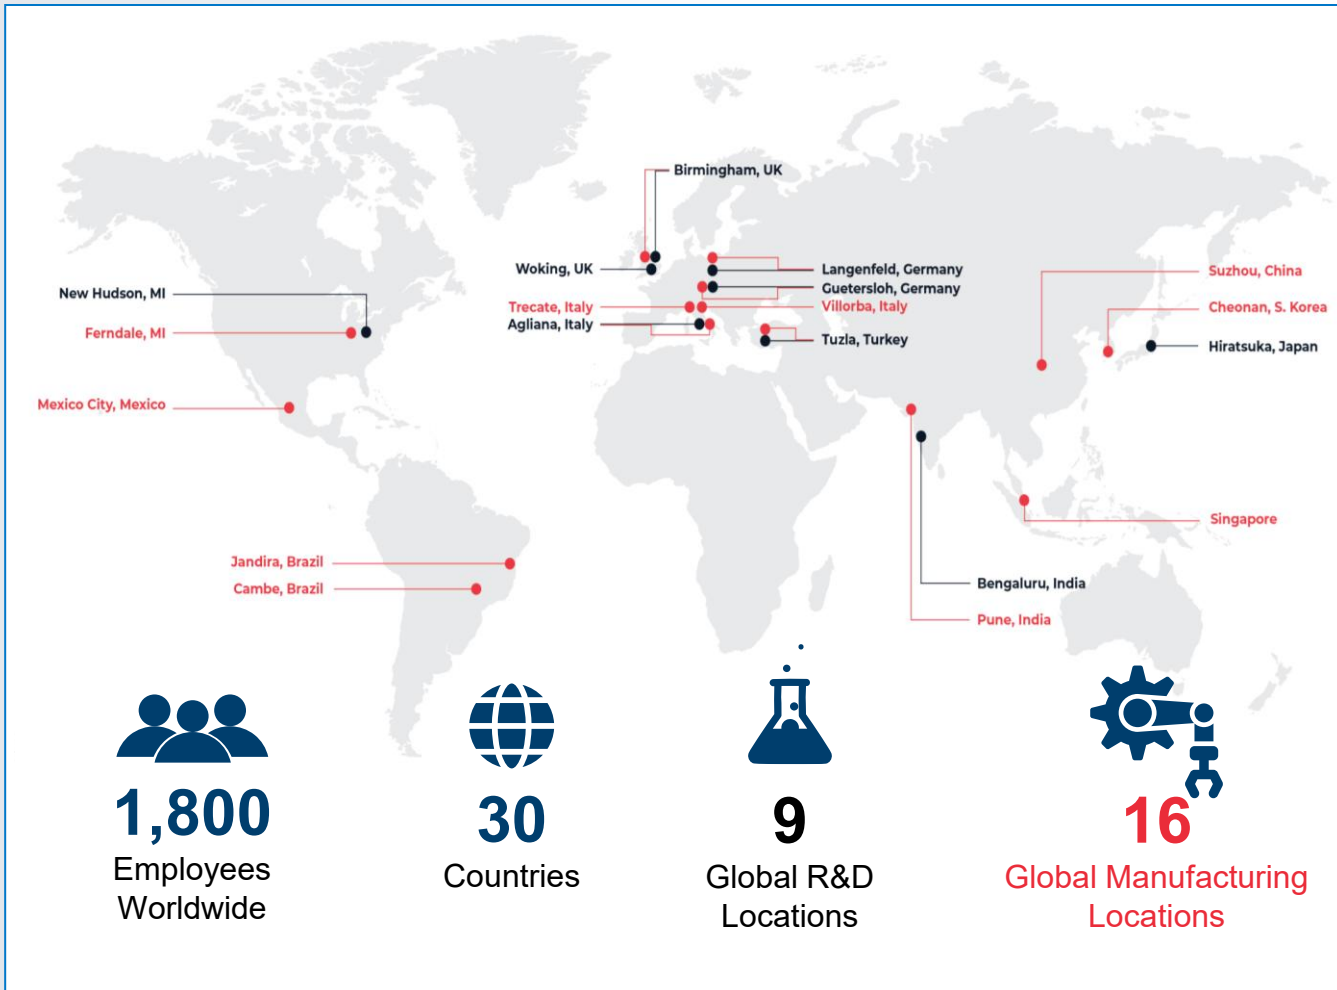 Birmingham, UK
Woking, UK
Langenfeld, Germany
Guetersloh, Germany
Trecate, Italy
Villorba, Italy
Agliana, Italy
Tuzla, Turkey
New Hudson, MI
Ferndale, MI
Mexico City, Mexico
Suzhou, China
Cheonan, S. Korea
Hiratsuka, Japan
Singapore
Jandira, Brazil
Cambe, Brazil
Bengaluru, India
Pune, India
1,800
Employees
Worldwide
30
Countries
9
Global R&D
Locations
16
Global Manufacturing
Locations